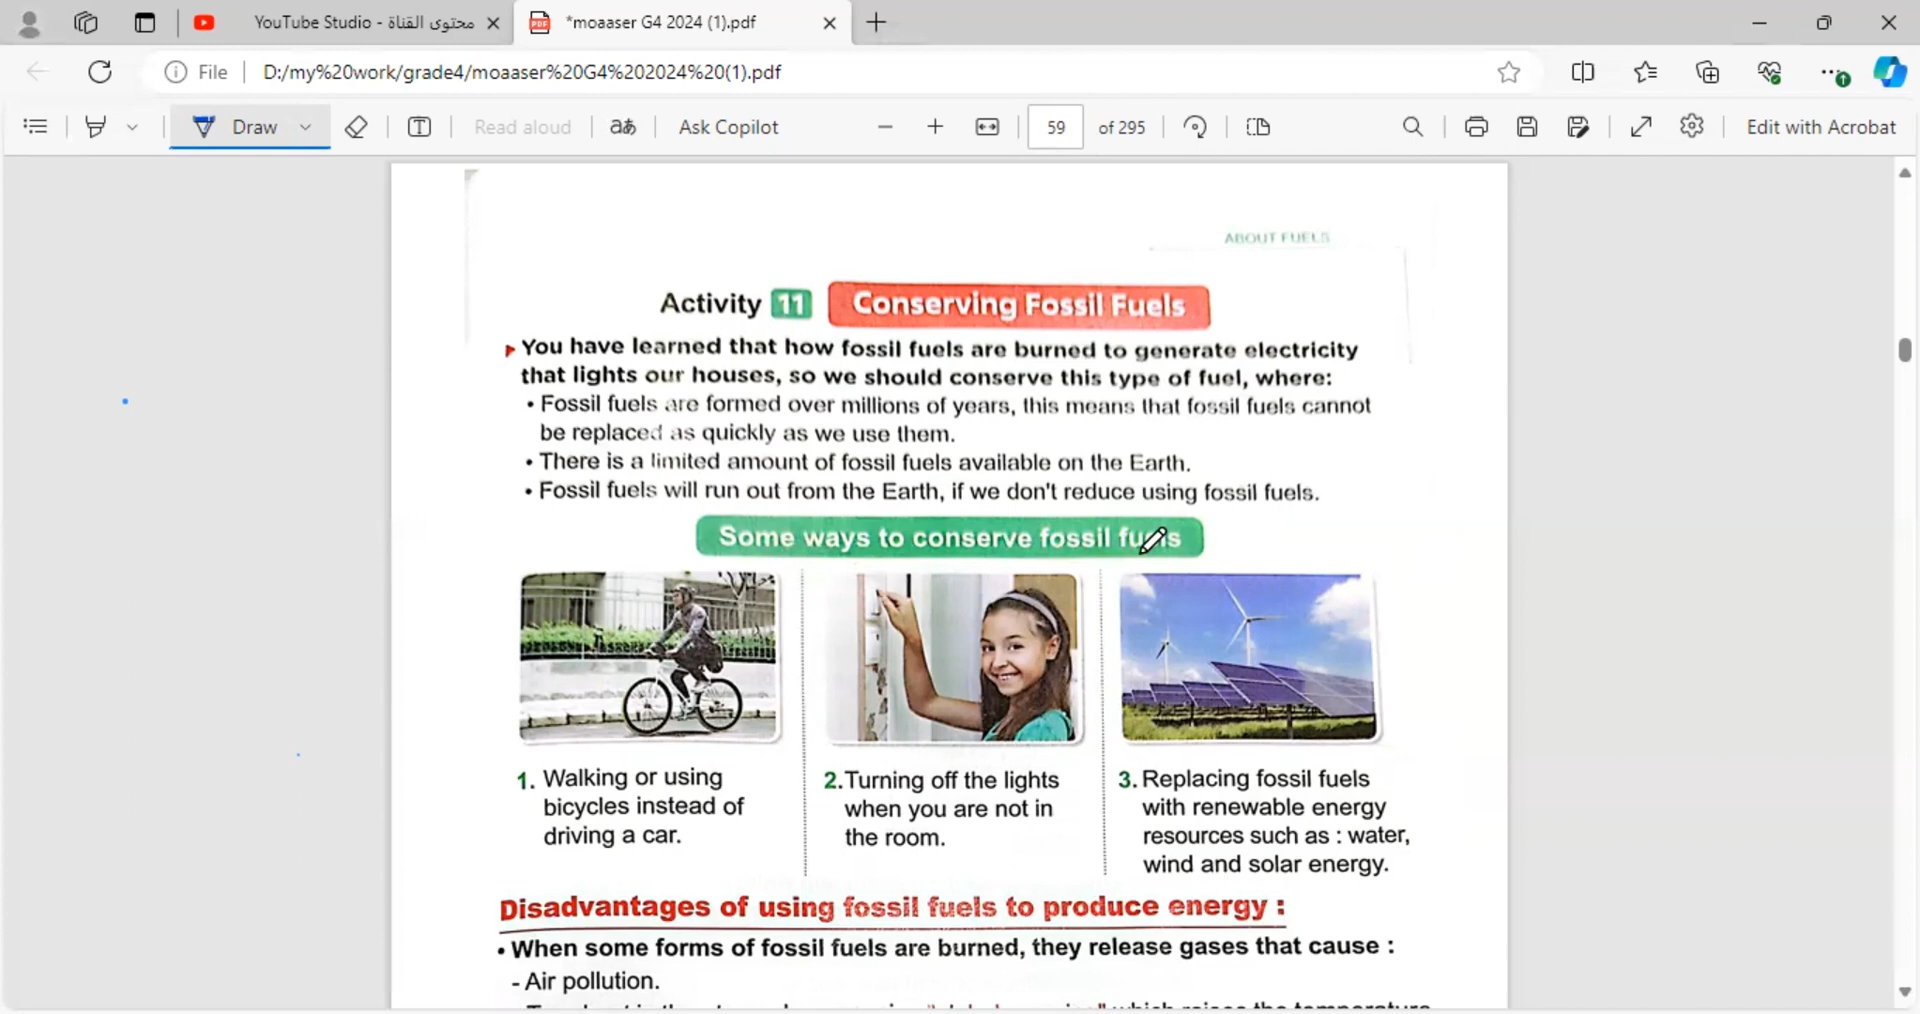 YouTube Studio - محتوى القناة
*moaaser G4 2024 (1).pdf
File
D:/my%20work/grade4/moaaser%20G4%202024%20(1).pdf
Draw
Read aloud
Ask Copilot
59 of 295
Edit with Acrobat
ABOUT FUELS
Activity 11 Conserving Fossil Fuels
You have learned that how fossil fuels are burned to generate electricity
that lights our houses, so we should conserve this type of fuel, where:
• Fossil fuels are formed over millions of years, this means that fossil fuels cannot
be replaced as quickly as we use them.
• There is a limited amount of fossil fuels available on the Earth.
• Fossil fuels will run out from the Earth, if we don't reduce using fossil fuels.
Some ways to conserve fossil fuels
1. Walking or using
bicycles instead of
driving a car.
2.Turning off the lights
when you are not in
the room.
3. Replacing fossil fuels
with renewable energy
resources such as : water,
wind and solar energy.
Disadvantages of using fossil fuels to produce energy :
• When some forms of fossil fuels are burned, they release gases that cause :
- Air pollution.